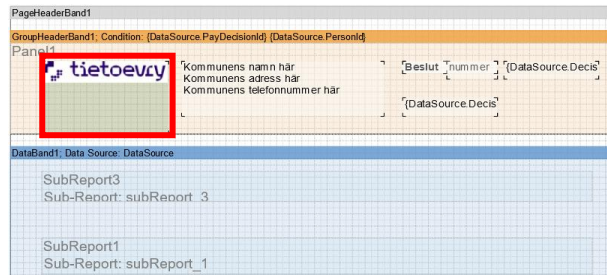 PageHeaderBand1
GroupHeaderBand1; Condition: {DataSource.PayDecisionId} {DataSource.PersonId}
Panel1
tietoevry
Kommunens namn här
Kommunens adress här
Kommunens telefonnummer här
Beslut nummer {DataSource.Decis
{DataSource.Decis
DataBand1; Data Source: DataSource
SubReport3
Sub-Report: subReport_3
SubReport1
Sub-Report: subReport_1